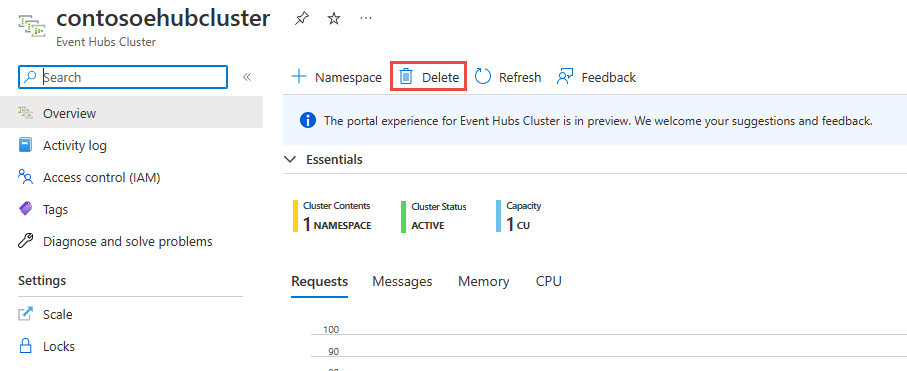 contosoehubcluster
Event Hubs Cluster
Search
Overview
Activity log
Access control (IAM)
Tags
Diagnose and solve problems
Settings
Scale
Locks
Namespace Delete Refresh Feedback
The portal experience for Event Hubs Cluster is in preview. We welcome your suggestions and feedback.
Essentials
Cluster Contents
1 NAMESPACE
Cluster Status
ACTIVE
Capacity
1 CU
Requests Messages Memory CPU
100
90